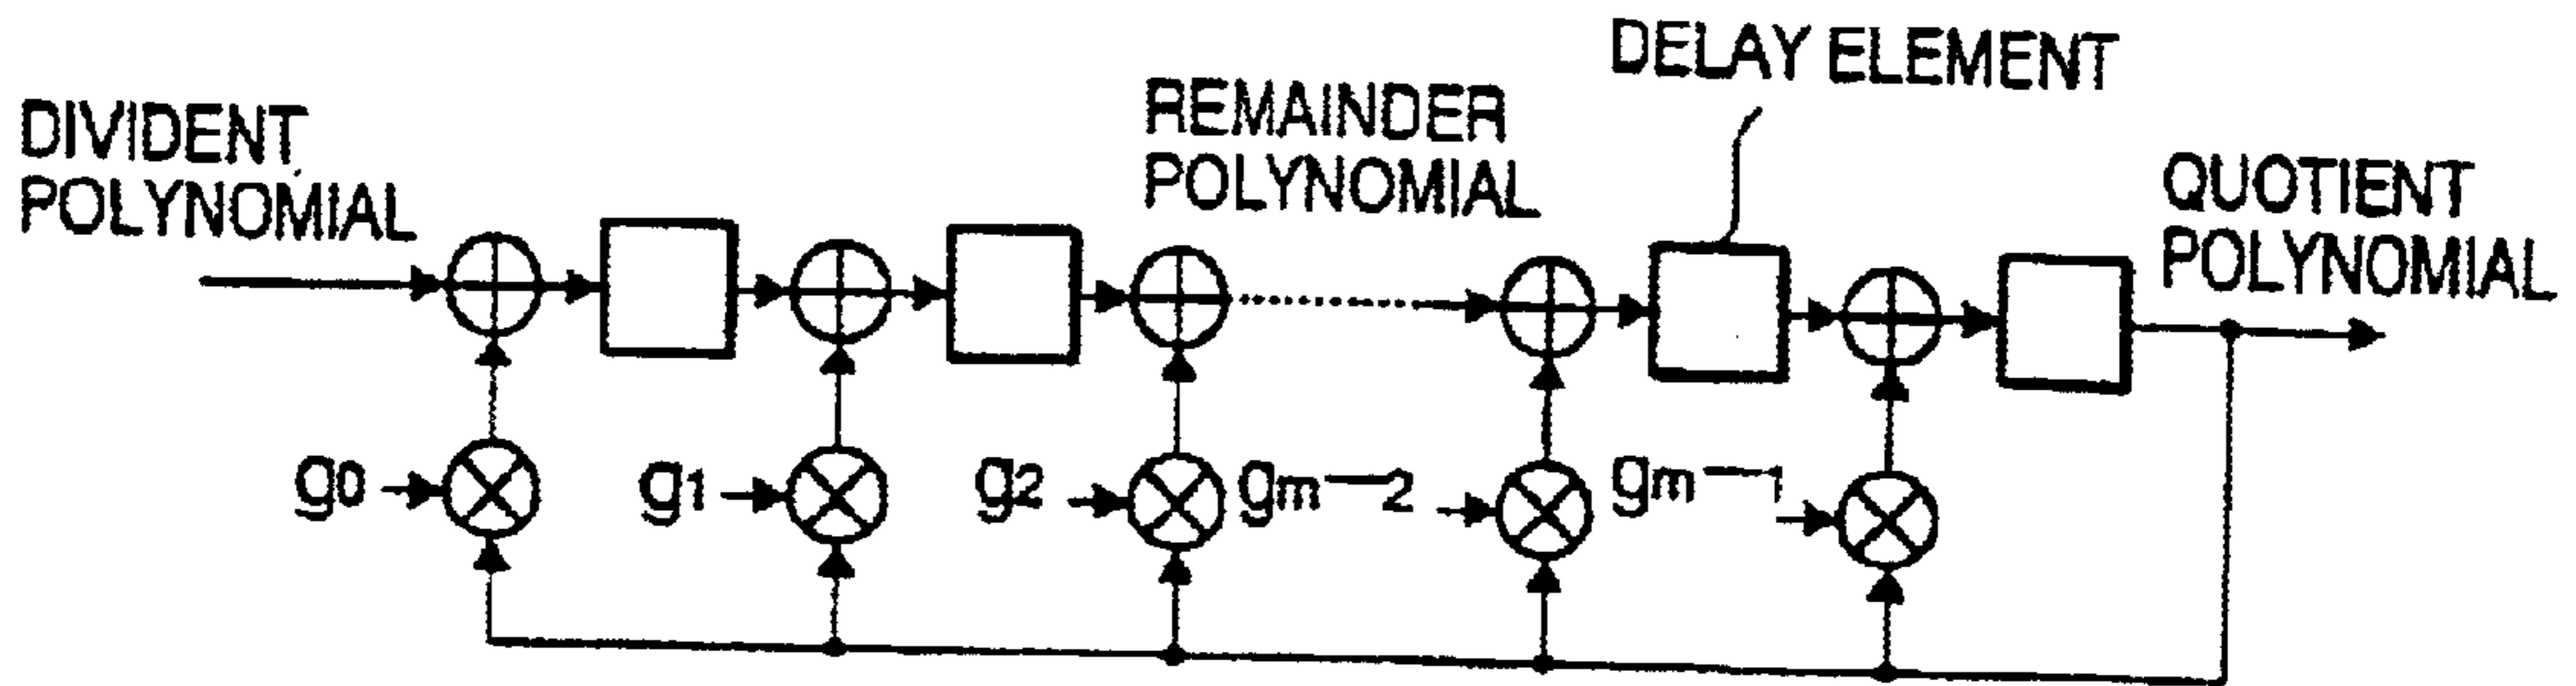 DELAY ELEMENT
DIVIDENT
POLYNOMIAL
REMAINDER
POLYNOMIAL
QUOTIENT
POLYNOMIAL
g0
g1
g2
gm-2
gm-1